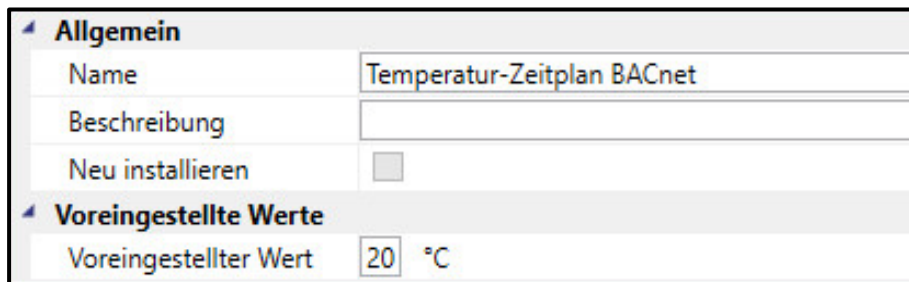 Allgemein
Name Temperatur-Zeitplan BACnet
Beschreibung
Neu installieren
Voreingestellte Werte
Voreingestellter Wert 20 °C